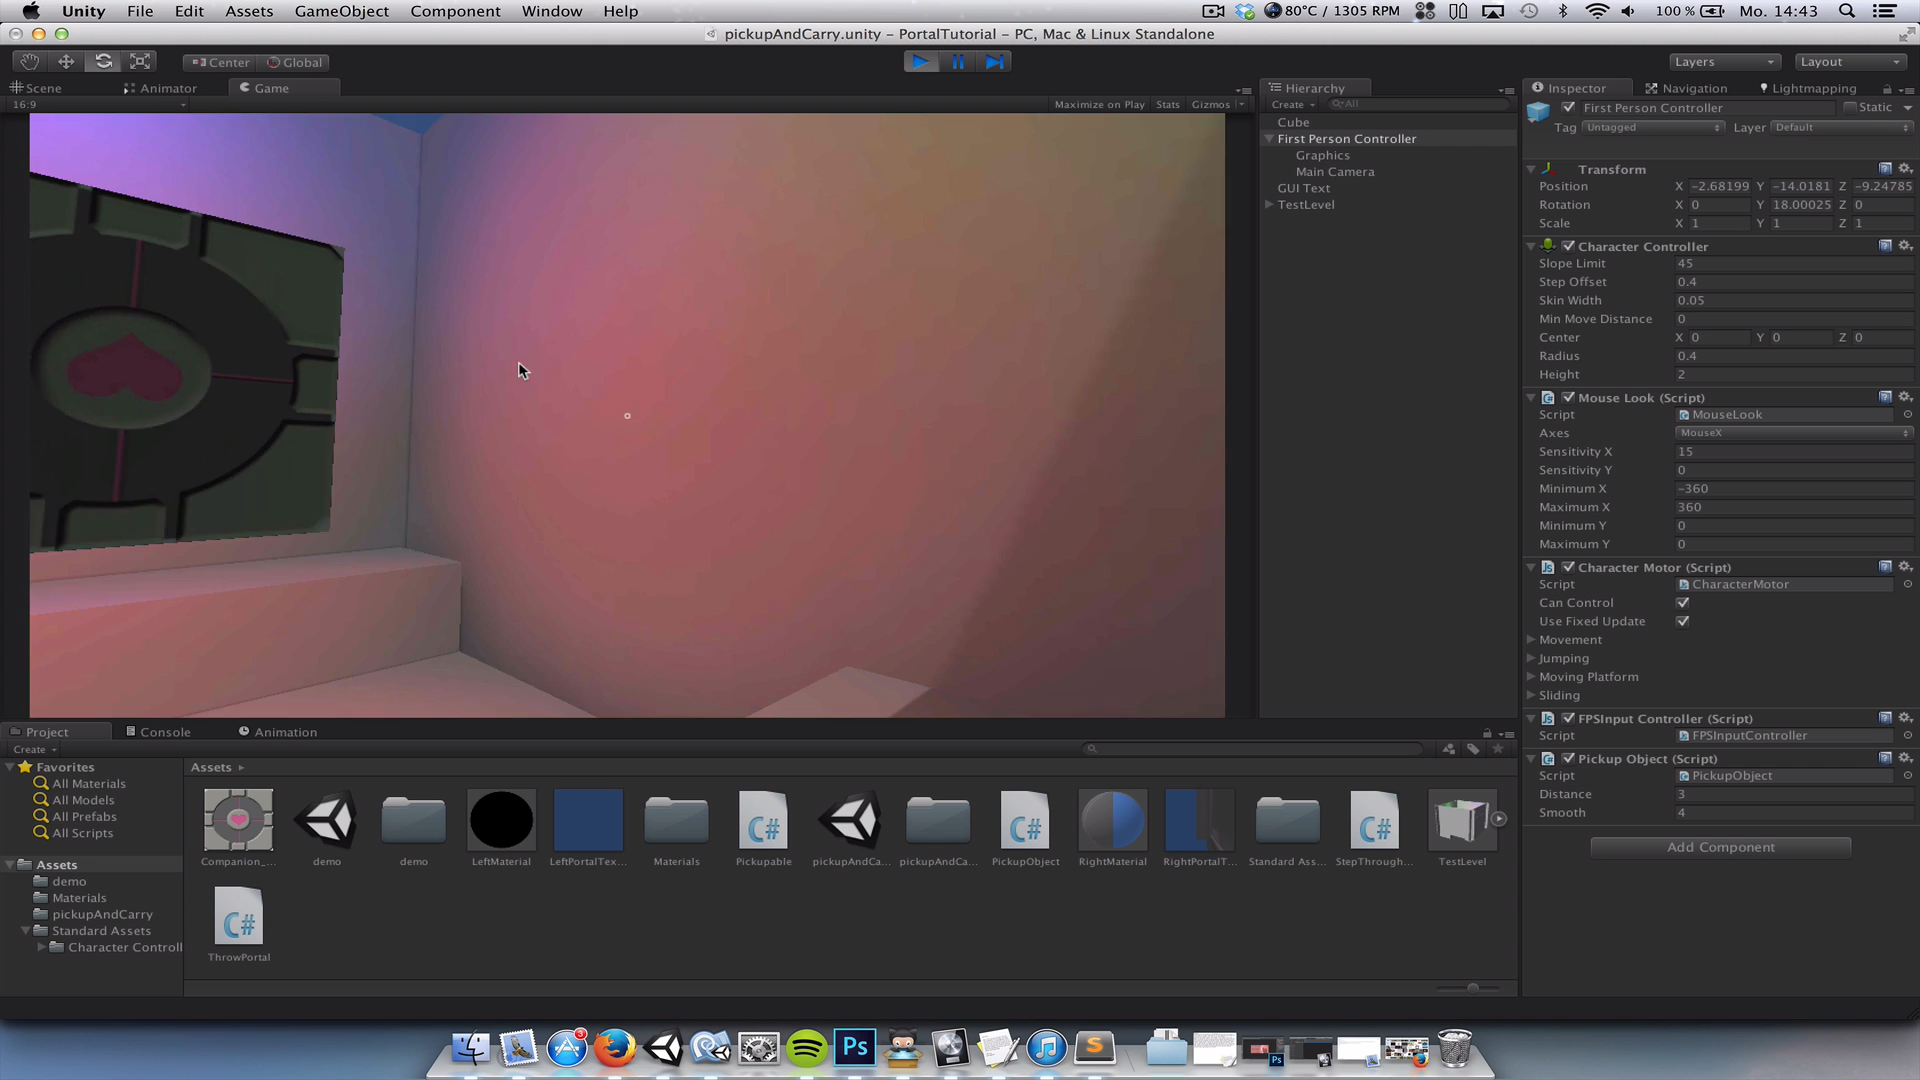 Unity File Edit Assets GameObject Component Window Help 80°C / 1305 RPM 100 % Mo. 14:43
pickupAndCarry.unity – PortalTutorial – PC, Mac & Linux Standalone
Center Global Layers Layout
Scene Animator Game
16:9 Maximize on Play Stats Gizmos
Hierarchy
Create All
Cube
First Person Controller
Graphics
Main Camera
GUI Text
TestLevel
Inspector Navigation Lightmapping
First Person Controller Static
Tag Untagged Layer Default
Transform
Position X -2.68199 Y -14.0181 Z -9.24785
Rotation X 0 Y 18.00025 Z 0
Scale X 1 Y 1 Z 1
Character Controller
Slope Limit 45
Step Offset 0.4
Skin Width 0.05
Min Move Distance 0
Center X 0 Y 0 Z 0
Radius 0.4
Height 2
Mouse Look (Script)
Script MouseLook
Axes MouseX
Sensitivity X 15
Sensitivity Y 0
Minimum X -360
Maximum X 360
Minimum Y 0
Maximum Y 0
Character Motor (Script)
Script CharacterMotor
Can Control
Use Fixed Update
Movement
Jumping
Moving Platform
Sliding
FPSInput Controller (Script)
Script FPSInputController
Pickup Object (Script)
Script PickupObject
Distance 3
Smooth 4
Add Component
Project Console Animation
Create
Favorites
All Materials
All Models
All Prefabs
All Scripts
Assets
demo
Materials
pickupAndCarry
Standard Assets
Character Controll
Assets
Companion_... demo demo LeftMaterial LeftPortalTex... Materials Pickupable pickupAndCa... pickupAndCa... PickupObject RightMaterial RightPortalT... Standard Ass... StepThrough... TestLevel
C# C# C#
C#
ThrowPortal
3 Ps S Ps